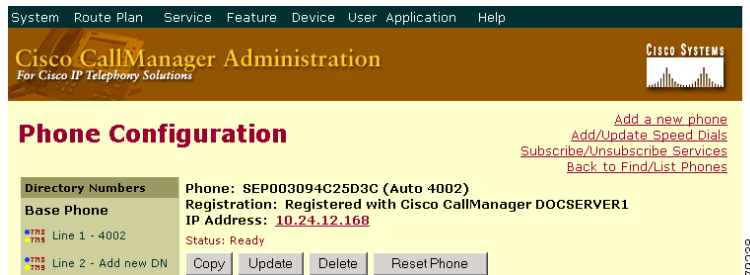 System Route Plan Service Feature Device User Application Help
Cisco CallManager Administration
For Cisco IP Telephony Solutions
CISCO SYSTEMS
Phone Configuration
Add a new phone
Add/Update Speed Dials
Subscribe/Unsubscribe Services
Back to Find/List Phones
Directory Numbers
Base Phone
Line 1 - 4002
Line 2 - Add new DN
Phone: SEP003094C25D3C (Auto 4002)
Registration: Registered with Cisco CallManager DOCSERVER1
IP Address: 10.24.12.168
Status: Ready
Copy Update Delete Reset Phone